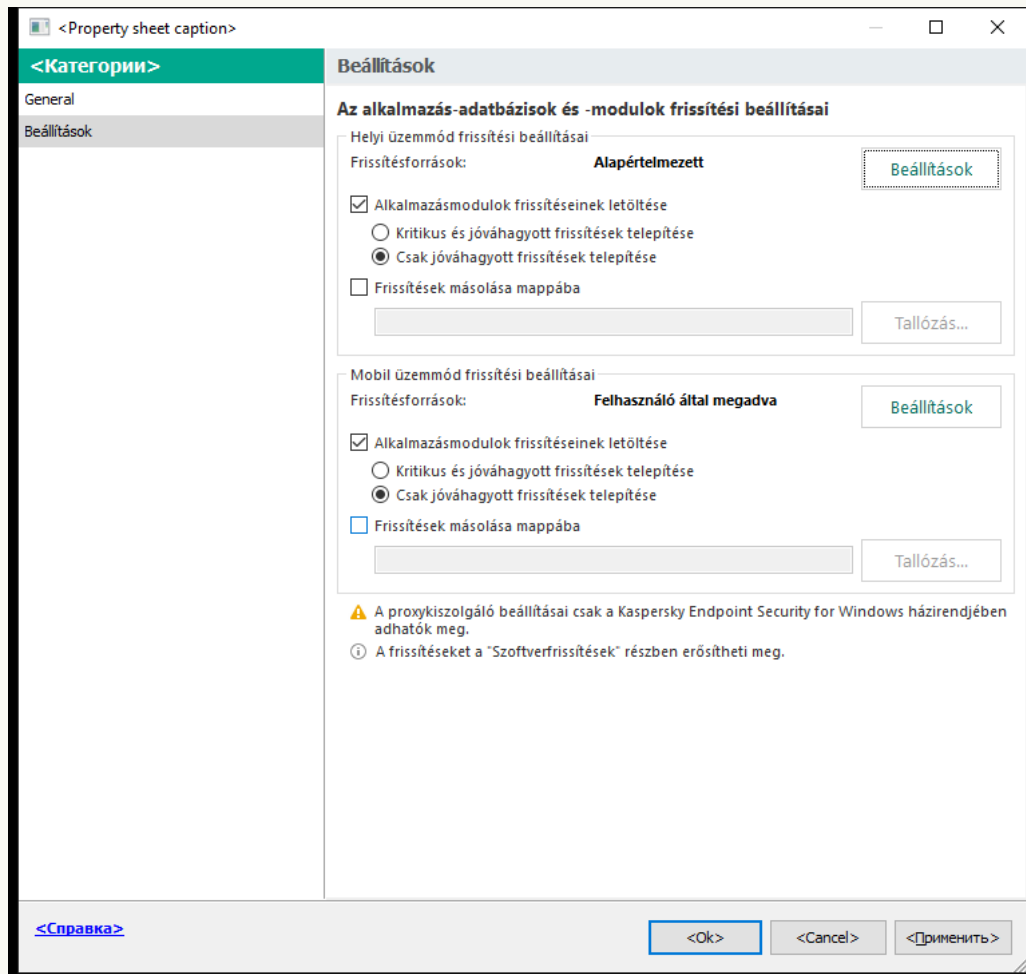 <Property sheet caption>
<Категории>
General
Beállítások
Beállítások
Az alkalmazás-adatbázisok és -modulok frissítési beállításai
Helyi üzemmód frissítési beállításai
Frissítésforrások: Alapértelmezett Beállítások
Alkalmazásmodulok frissítéseinek letöltése
Kritikus és jóváhagyott frissítések telepítése
Csak jóváhagyott frissítések telepítése
Frissítések másolása mappába
Tallózás...
Mobil üzemmód frissítési beállításai
Frissítésforrások: Felhasználó által megadva Beállítások
Alkalmazásmodulok frissítéseinek letöltése
Kritikus és jóváhagyott frissítések telepítése
Csak jóváhagyott frissítések telepítése
Frissítések másolása mappába
Tallózás...
A proxykiszolgáló beállításai csak a Kaspersky Endpoint Security for Windows házirendjében
adhatók meg.
A frissítéseket a "Szoftverfrissítések" részben erősítheti meg.
<Справка>
<Ok> <Cancel> <Применить>